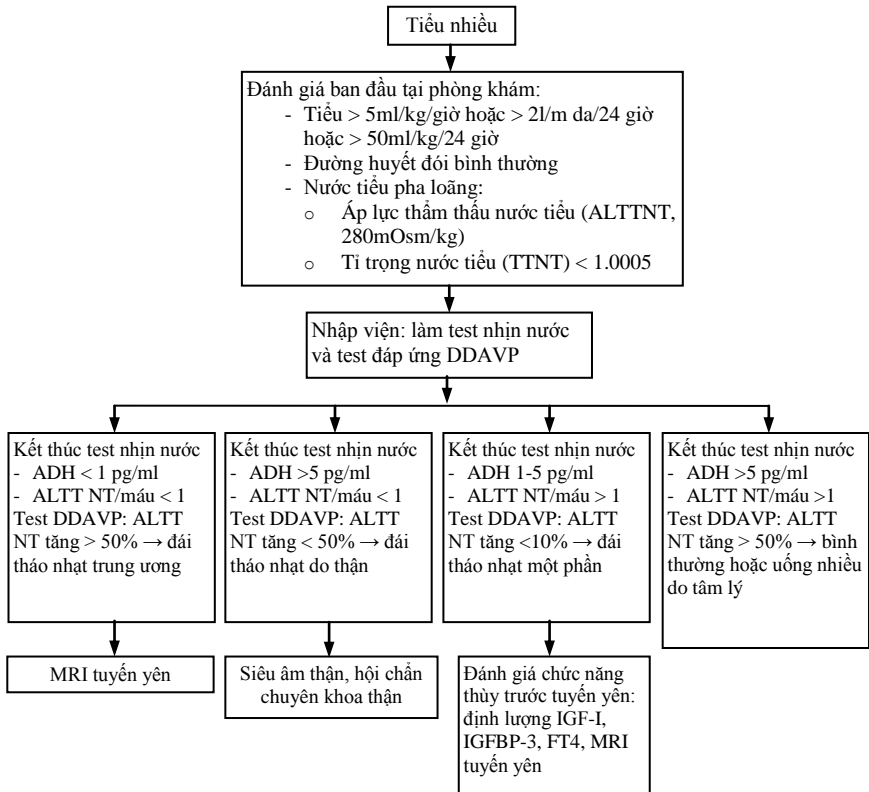 Tiểu nhiều
Đánh giá ban đầu tại phòng khám:
- Tiểu > 5ml/kg/giờ hoặc > 2l/m da/24 giờ
hoặc > 50ml/kg/24 giờ
- Đường huyết đói bình thường
- Nước tiểu pha loãng:
o Áp lực thẩm thấu nước tiểu (ALTTNT,
280mOsm/kg)
o Tỉ trọng nước tiểu (TTNT) < 1.0005
Nhập viện: làm test nhịn nước
và test đáp ứng DDAVP
Kết thúc test nhịn nước
- ADH < 1 pg/ml
- ALTT NT/máu < 1
Test DDAVP: ALTT
NT tăng > 50% → đái
tháo nhạt trung ương
Kết thúc test nhịn nước
- ADH >5 pg/ml
- ALTT NT/máu < 1
Test DDAVP: ALTT
NT tăng < 50% → đái
tháo nhạt do thận
Kết thúc test nhịn nước
- ADH 1-5 pg/ml
- ALTT NT/máu > 1
Test DDAVP: ALTT
NT tăng <10% → đái
tháo nhạt một phần
Kết thúc test nhịn nước
- ADH >5 pg/ml
- ALTT NT/máu >1
Test DDAVP: ALTT
NT tăng > 50% → bình
thường hoặc uống nhiều
do tâm lý
MRI tuyến yên
Siêu âm thận, hội chẩn
chuyên khoa thận
Đánh giá chức năng
thùy trước tuyến yên:
định lượng IGF-I,
IGFBP-3, FT4, MRI
tuyến yên